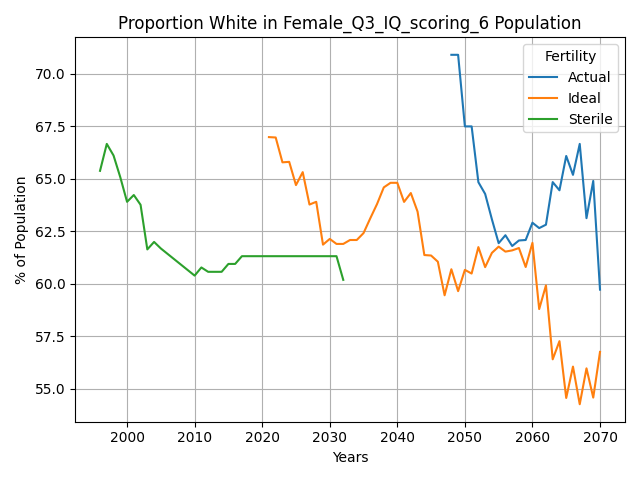 Proportion White in Female_Q3_IQ_scoring_6 Population
Fertility
Actual
Ideal
Sterile
% of Population
70.0
67.5
65.0
62.5
60.0
57.5
55.0
2000
2010
2020
2030
2040
2050
2060
2070
Years